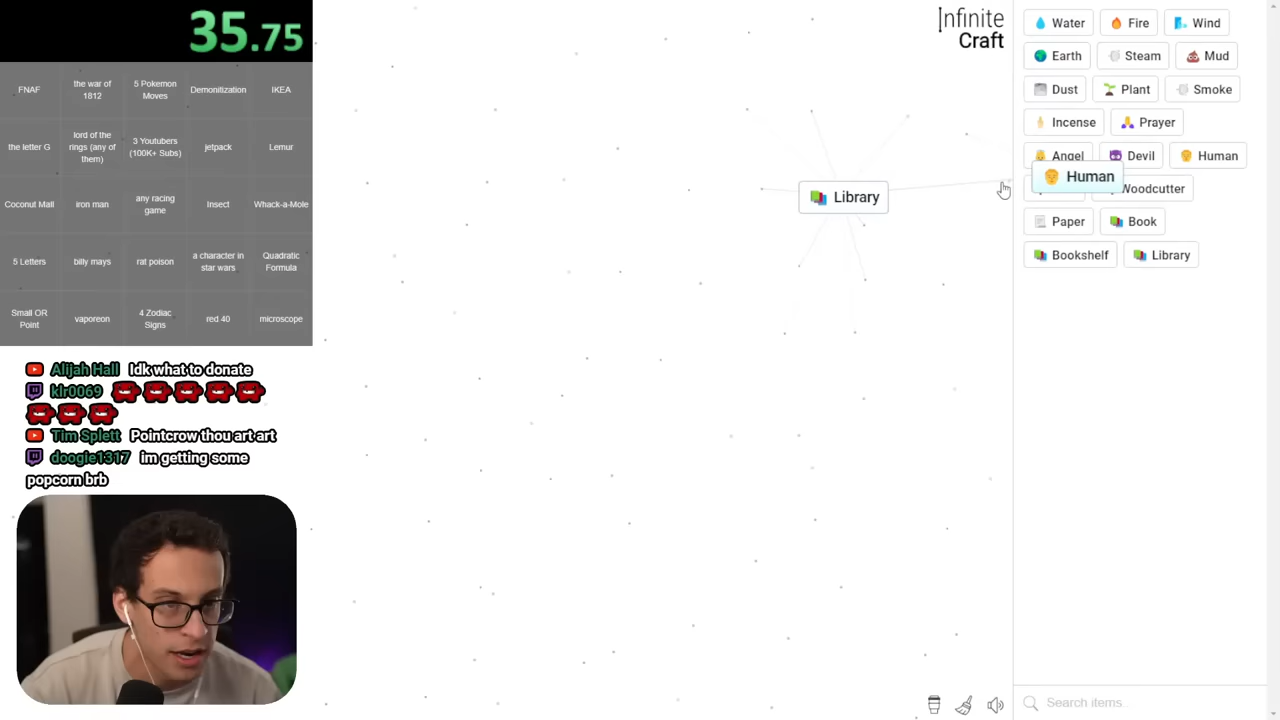 35.75
FNAF
the war of
1812
5 Pokemon
Moves
Demonitization
IKEA
the letter G
lord of the
rings (any of
them)
3 Youtubers
(100K+ Subs)
jetpack
Lemur
Coconut Mall
iron man
any racing
game
Insect
Whack-a-Mole
5 Letters
billy mays
rat poison
a character in
star wars
Quadratic
Formula
Small OR
Point
vaporeon
4 Zodiac
Signs
red 40
microscope
Alijah Hall Idk what to donate
klr0069
Tim Splett Pointcrow thou art art
doogie1317 im getting some
popcorn brb
Infinite
Craft
Library
Water Fire Wind
Earth Steam Mud
Dust Plant Smoke
Incense Prayer
Angel Devil Human
Human
Woodcutter
Paper Book
Bookshelf Library
Search items...